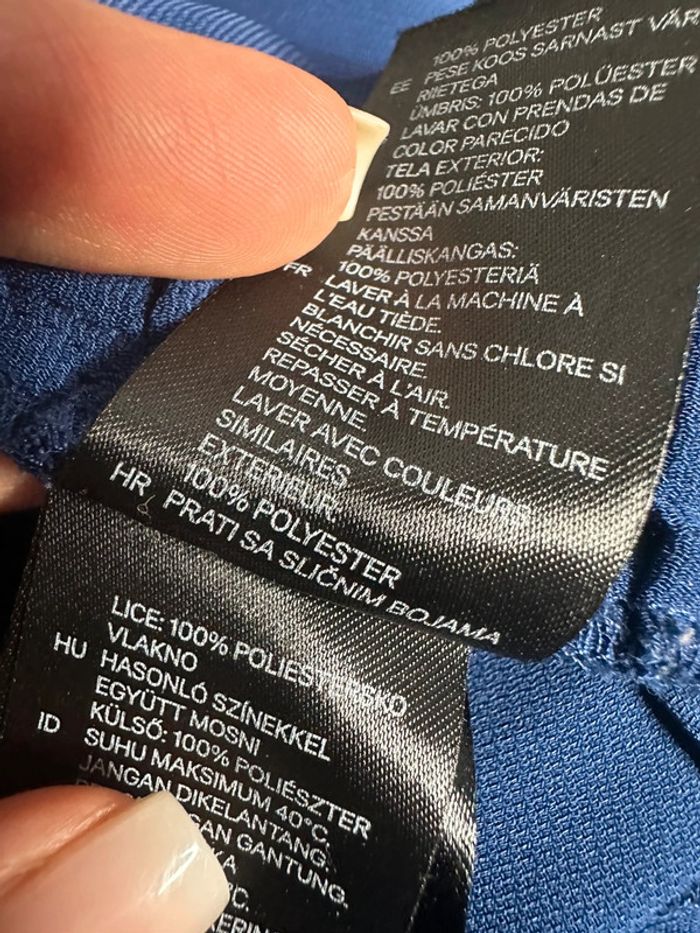 100% POLYESTER
EE PESE KOOS SARNAST VÄR
RIIETEGA
ÜMBRIS: 100% POLÜESTER
LAVAR CON PRENDAS DE
COLOR PARECIDO
TELA EXTERIOR:
100% POLIÉSTER
PESTÄÄN SAMANVÄRISTEN
KANSSA
PÄÄLLISKANGAS:
100% POLYESTERIÄ
FR LAVER À LA MACHINE À
L'EAU TIÈDE.
BLANCHIR SANS CHLORE SI
NÉCESSAIRE.
SÉCHER À L'AIR.
REPASSER À TEMPÉRATURE
MOYENNE.
LAVER AVEC COULEURS
SIMILAIRES
EXTERIEUR
100% POLYESTER
HR PRATI SA SLIČNIM BOJAMA
LICE: 100% POLIESTERSKO
VLAKNO
HU HASONLÓ SZÍNEKKEL
EGYÜTT MOSNI
KÜLSŐ: 100% POLIÉSZTER
ID SUHU MAKSIMUM 40°C
JANGAN DIKELANTANG.
GANTUNG.